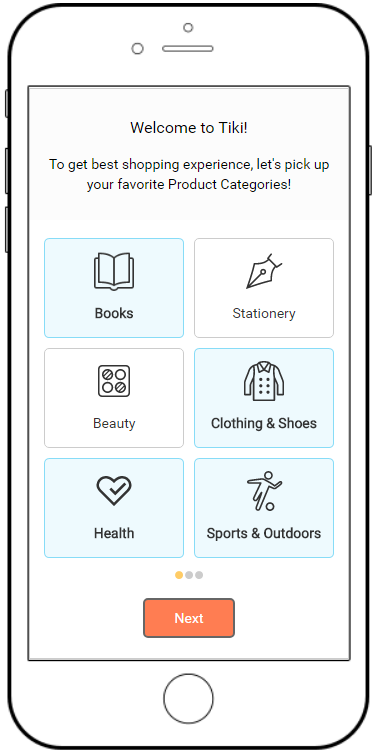 Welcome to Tiki!
To get best shopping experience, let's pick up
your favorite Product Categories!
Books
Stationery
Beauty
Clothing & Shoes
Health
Sports & Outdoors
Next